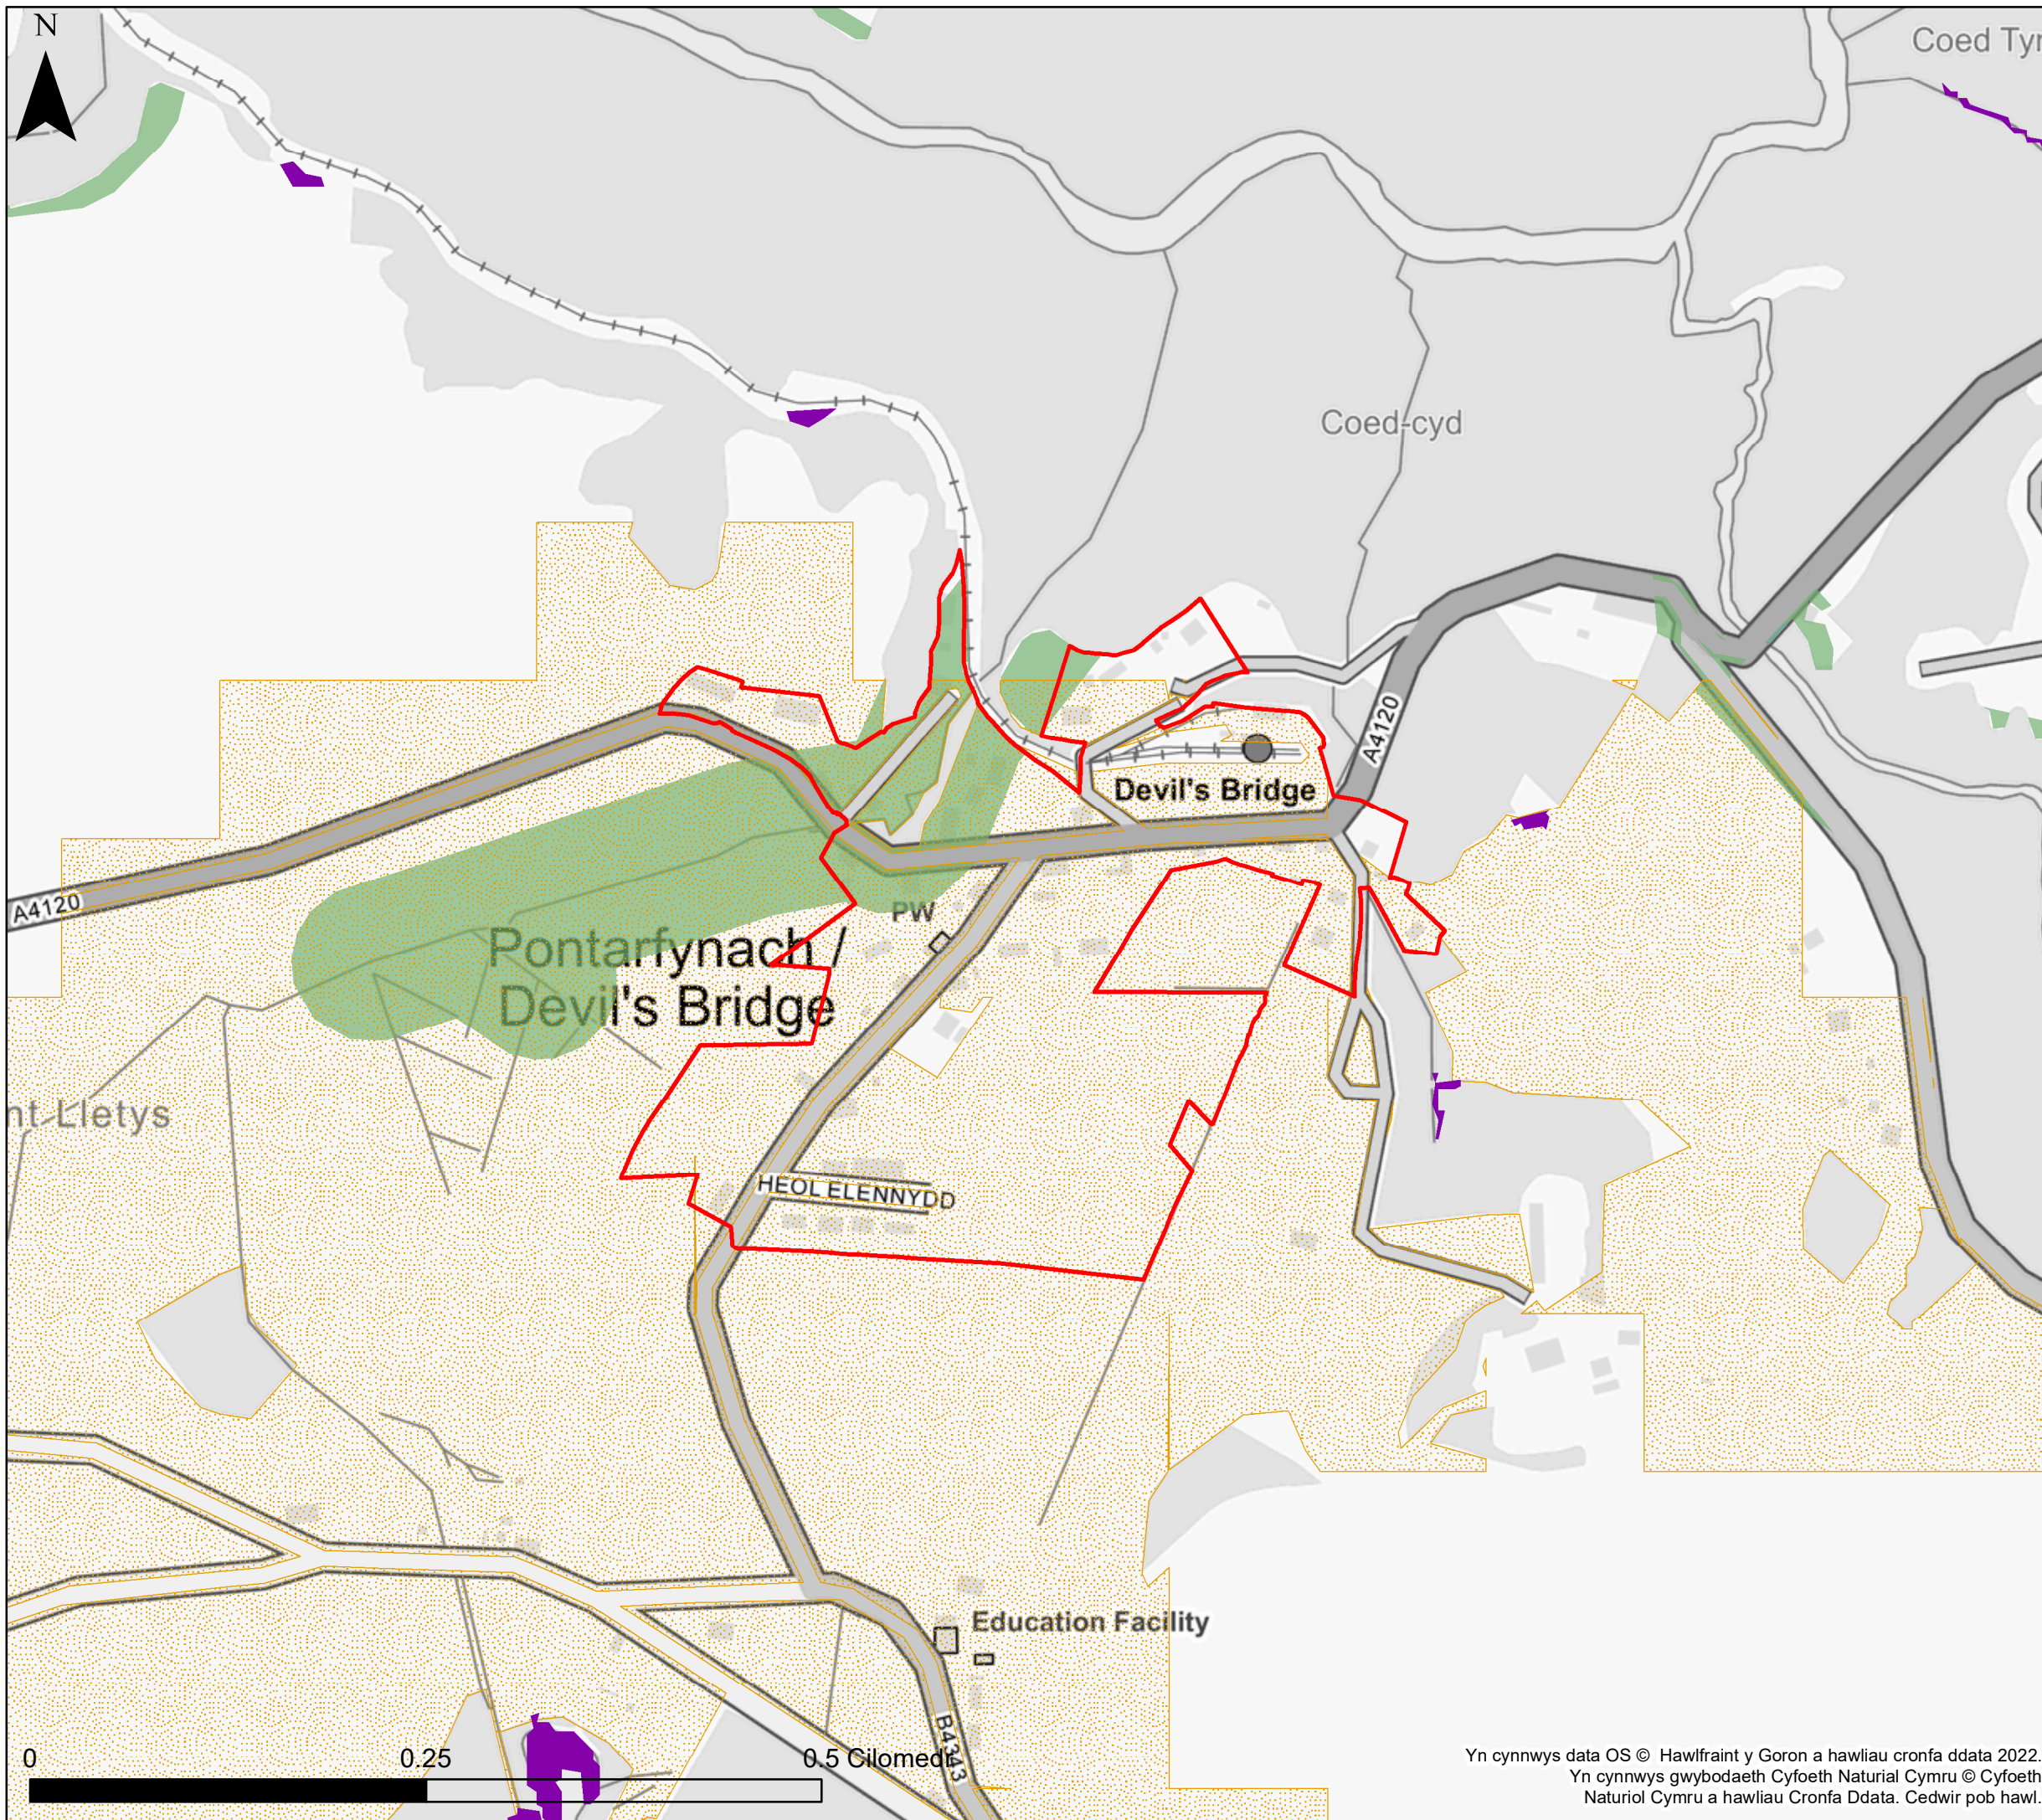 N
Coed Tyn
Coed-cyd
A4120
Devil's Bridge
A4120
PW
Pontarfynach /
Devil's Bridge
nt-Lletys
HEOL ELENNYDD
Education Facility
B4343
0 0.25 0.5 Cilomedr
Yn cynnwys data OS © Hawlfraint y Goron a hawliau cronfa ddata 2022.
Yn cynnwys gwybodaeth Cyfoeth Naturial Cymru © Cyfoeth
Naturiol Cymru a hawliau Cronfa Ddata. Cedwir pob hawl.